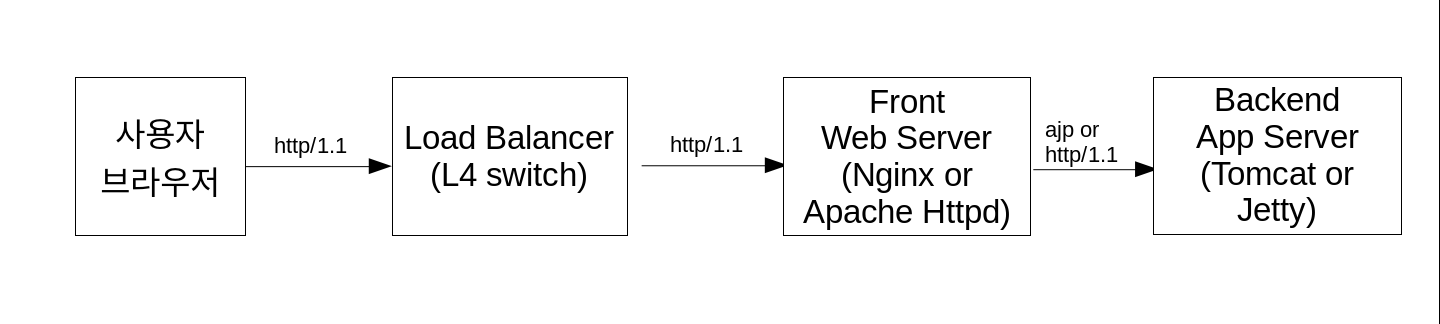 사용자
브라우저
http/1.1
Load Balancer
(L4 switch)
http/1.1
Front
Web Server
(Nginx or
Apache Httpd)
ajp or
http/1.1
Backend
App Server
(Tomcat or
Jetty)